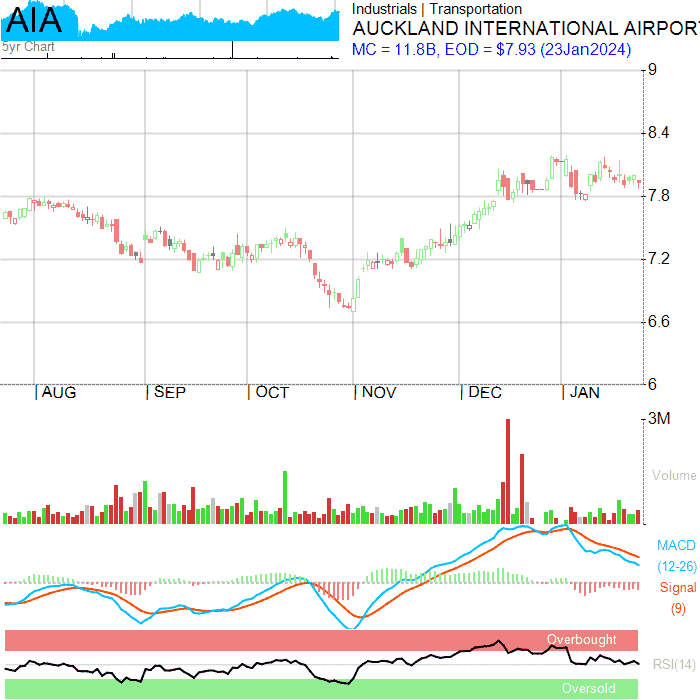 AIA
5yr Chart
Industrials | Transportation
AUCKLAND INTERNATIONAL AIRPOR
MC = 11.8B, EOD = $7.93 (23Jan2024)
9
8.4
7.8
7.2
6.6
6
| AUG | SEP | OCT | NOV | DEC | JAN
3M
Volume
MACD
(12-26)
Signal
(9)
Overbought
RSI(14)
Oversold